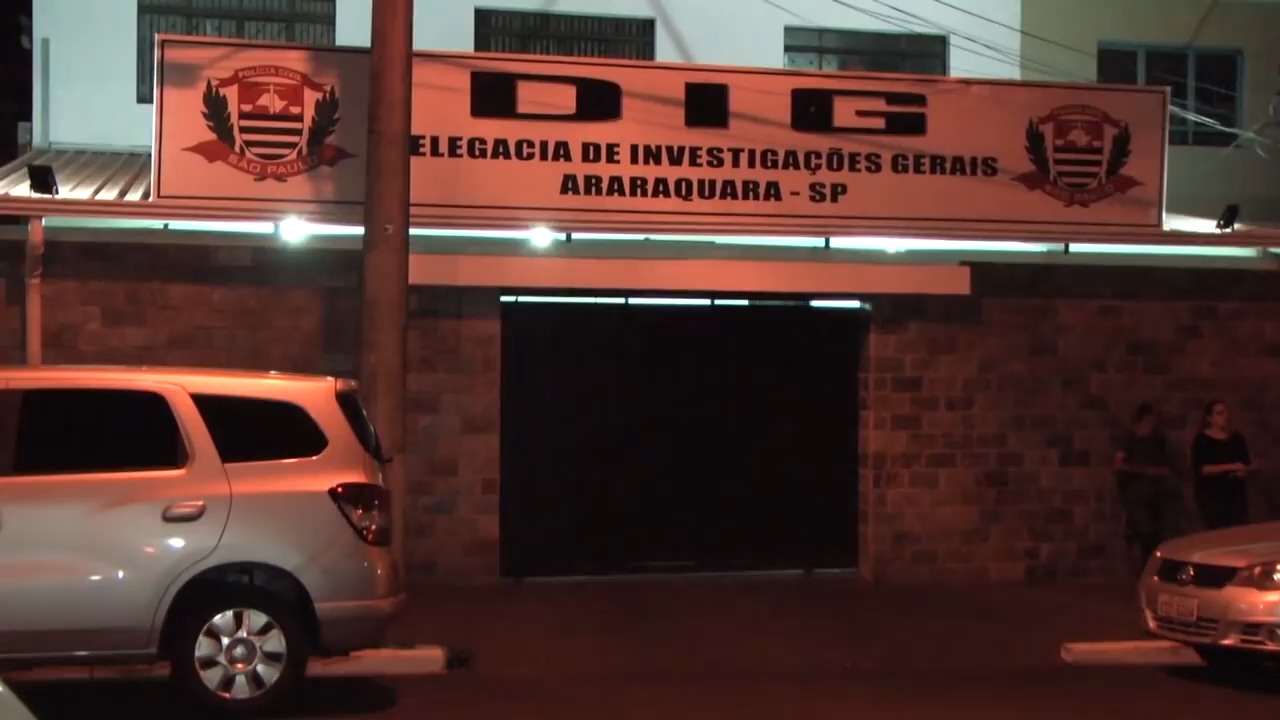 DIG
ELEGACIA DE INVESTIGAÇÕES GERAIS
ARARAQUARA - SP
POLÍCIA CIVIL
SÃO PAULO